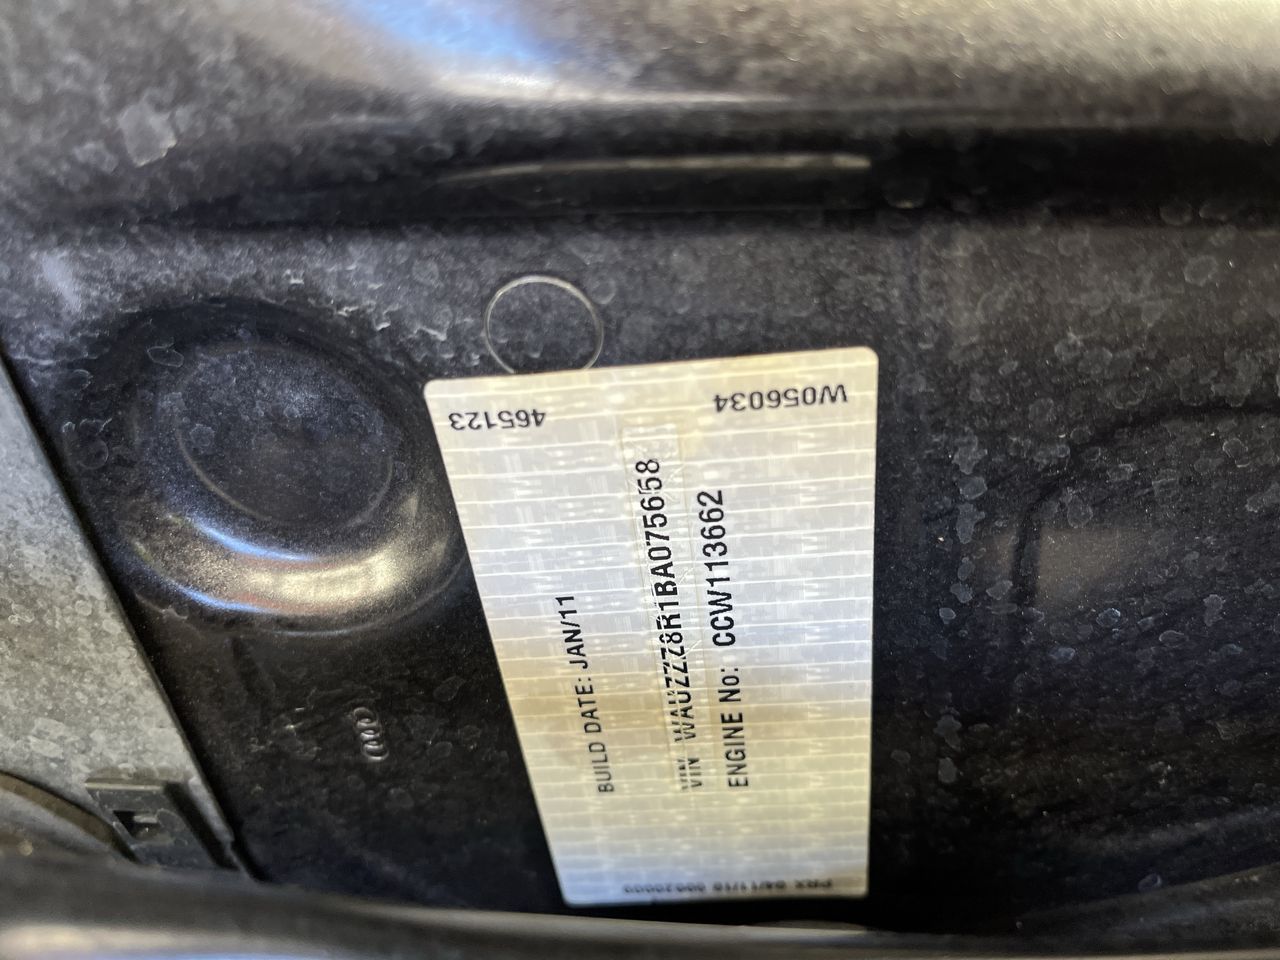 465123
W056034
BUILD DATE: JAN/11
VIN WAUZZZ8R1BA075658
ENGINE No: CCW113662